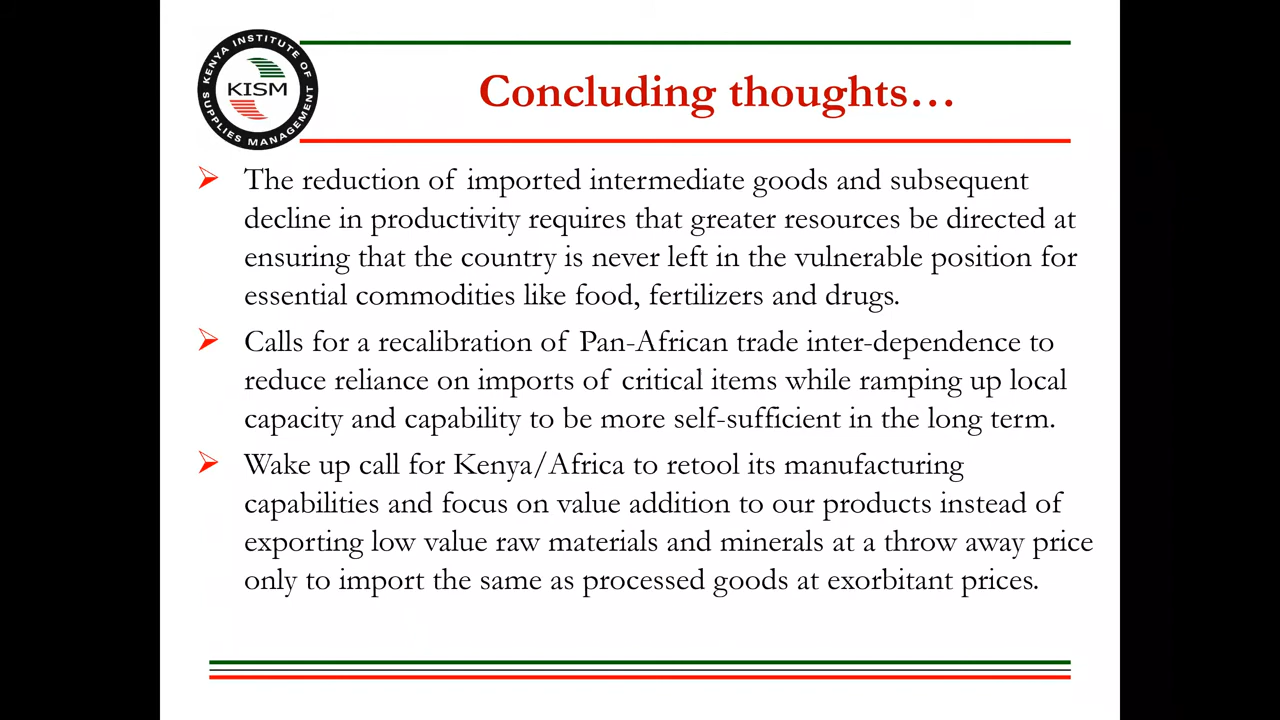 KENYA INSTITUTE OF
SUPPLIES MANAGEMENT
KISM
Concluding thoughts…
The reduction of imported intermediate goods and subsequent
decline in productivity requires that greater resources be directed at
ensuring that the country is never left in the vulnerable position for
essential commodities like food, fertilizers and drugs.
Calls for a recalibration of Pan-African trade inter-dependence to
reduce reliance on imports of critical items while ramping up local
capacity and capability to be more self-sufficient in the long term.
Wake up call for Kenya/Africa to retool its manufacturing
capabilities and focus on value addition to our products instead of
exporting low value raw materials and minerals at a throw away price
only to import the same as processed goods at exorbitant prices.